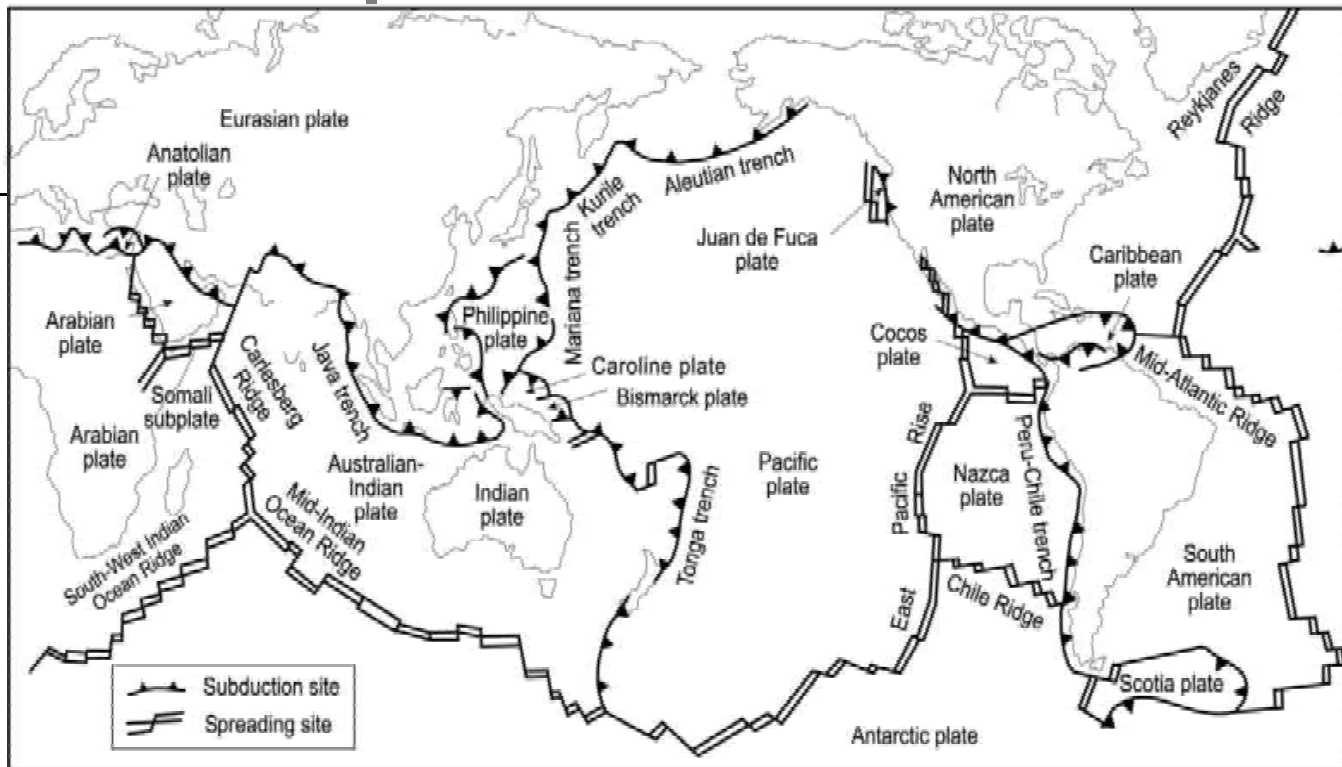 Eurasian plate
Anatolian
plate
Arabian
plate
Somali
subplate
Arabian
plate
Carlesberg
Ridge
Java trench
South-West Indian
Ocean Ridge
Mid-Indian
Ocean Ridge
Australian-
Indian
plate
Indian
plate
Philippine
plate
Mariana trench
Kurile
trench
Aleutian trench
Caroline plate
Bismarck plate
Tonga trench
Pacific
plate
Juan de Fuca
plate
North
American
plate
Caribbean
plate
Cocos
plate
Reykjanes
Ridge
Mid-Atlantic Ridge
East Pacific Rise
Nazca
plate
Peru-Chile trench
Chile Ridge
South
American
plate
Scotia plate
Antarctic plate
Subduction site
Spreading site